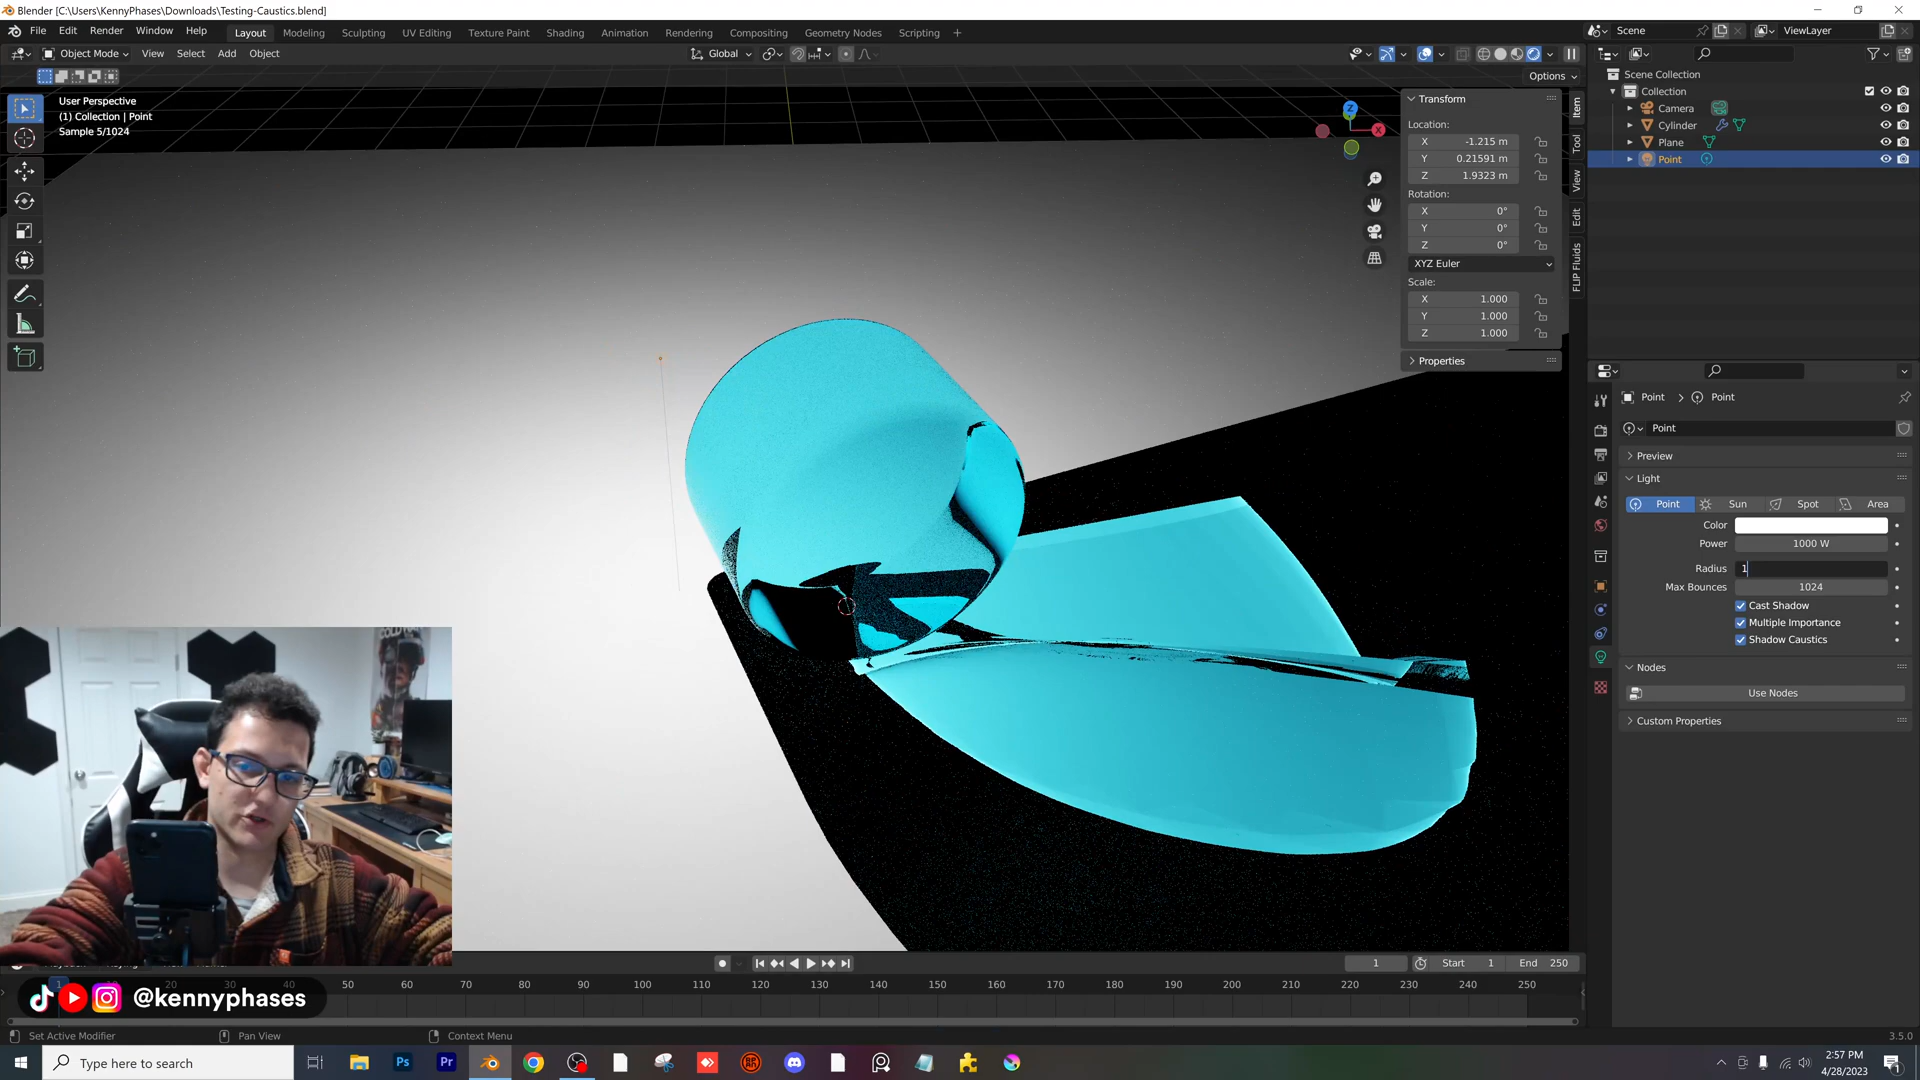 Blender [C:\Users\KennyPhases\Downloads\Testing-Caustics.blend]
File Edit Render Window Help Layout Modeling Sculpting UV Editing Texture Paint Shading Animation Rendering Compositing Geometry Nodes Scripting Scene ViewLayer
Object Mode View Select Add Object Global
Options
User Perspective
(1) Collection | Point
Sample 5/1024
Z
X
Transform
Location:
X -1.215 m
Y 0.21591 m
Z 1.9323 m
Rotation:
X 0°
Y 0°
Z 0°
XYZ Euler
Scale:
X 1.000
Y 1.000
Z 1.000
Properties
Item
Tool
View
Edit
FLIP Fluids
Scene Collection
Collection
Camera
Cylinder
Plane
Point
Point Point
Point
Preview
Light
Point Sun Spot Area
Color
Power 1000 W
Radius 1
Max Bounces 1024
Cast Shadow
Multiple Importance
Shadow Caustics
Nodes
Use Nodes
Custom Properties
1 Start 1 End 250
50 60 70 80 90 100 110 120 130 140 150 160 170 180 190 200 210 220 230 240 250
@kennyphases
Set Active Modifier Pan View Context Menu 3.5.0
Type here to search
Ps
Pr
2:57 PM
4/28/2023
1